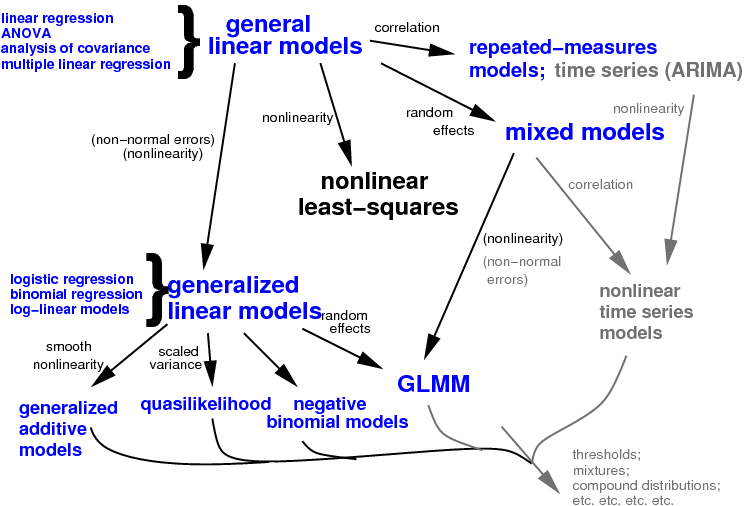 linear regression
ANOVA
analysis of covariance
multiple linear regression
general
linear models
correlation
repeated−measures
models; time series (ARIMA)
nonlinearity
random
effects
nonlinearity
mixed models
(non−normal errors)
(nonlinearity)
nonlinear
least−squares
correlation
(nonlinearity)
(non−normal
errors)
logistic regression
binomial regression
log−linear models
generalized
linear models
random
effects
nonlinear
time series
models
smooth
nonlinearity
scaled
variance
GLMM
generalized
additive
models
quasilikelihood
negative
binomial models
thresholds;
mixtures;
compound distributions;
etc. etc. etc. etc.